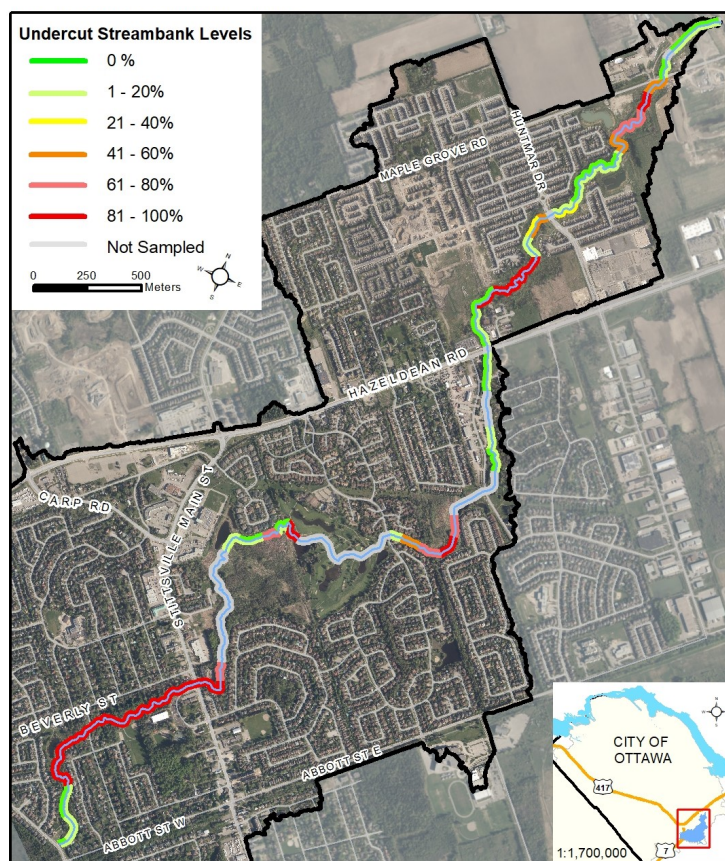 Undercut Streambank Levels
0 %
1 - 20%
21 - 40%
41 - 60%
61 - 80%
81 - 100%
Not Sampled
0 250 500
Meters
N
W
E
S
MAPLE GROVE RD
HUNTMAR DR
HAZELDEAN RD
CARP RD
STITTSVILLE MAIN ST
BEVERLY ST
ABBOTT ST E
ABBOTT ST W
CITY OF
OTTAWA
417
7
1:1,700,000